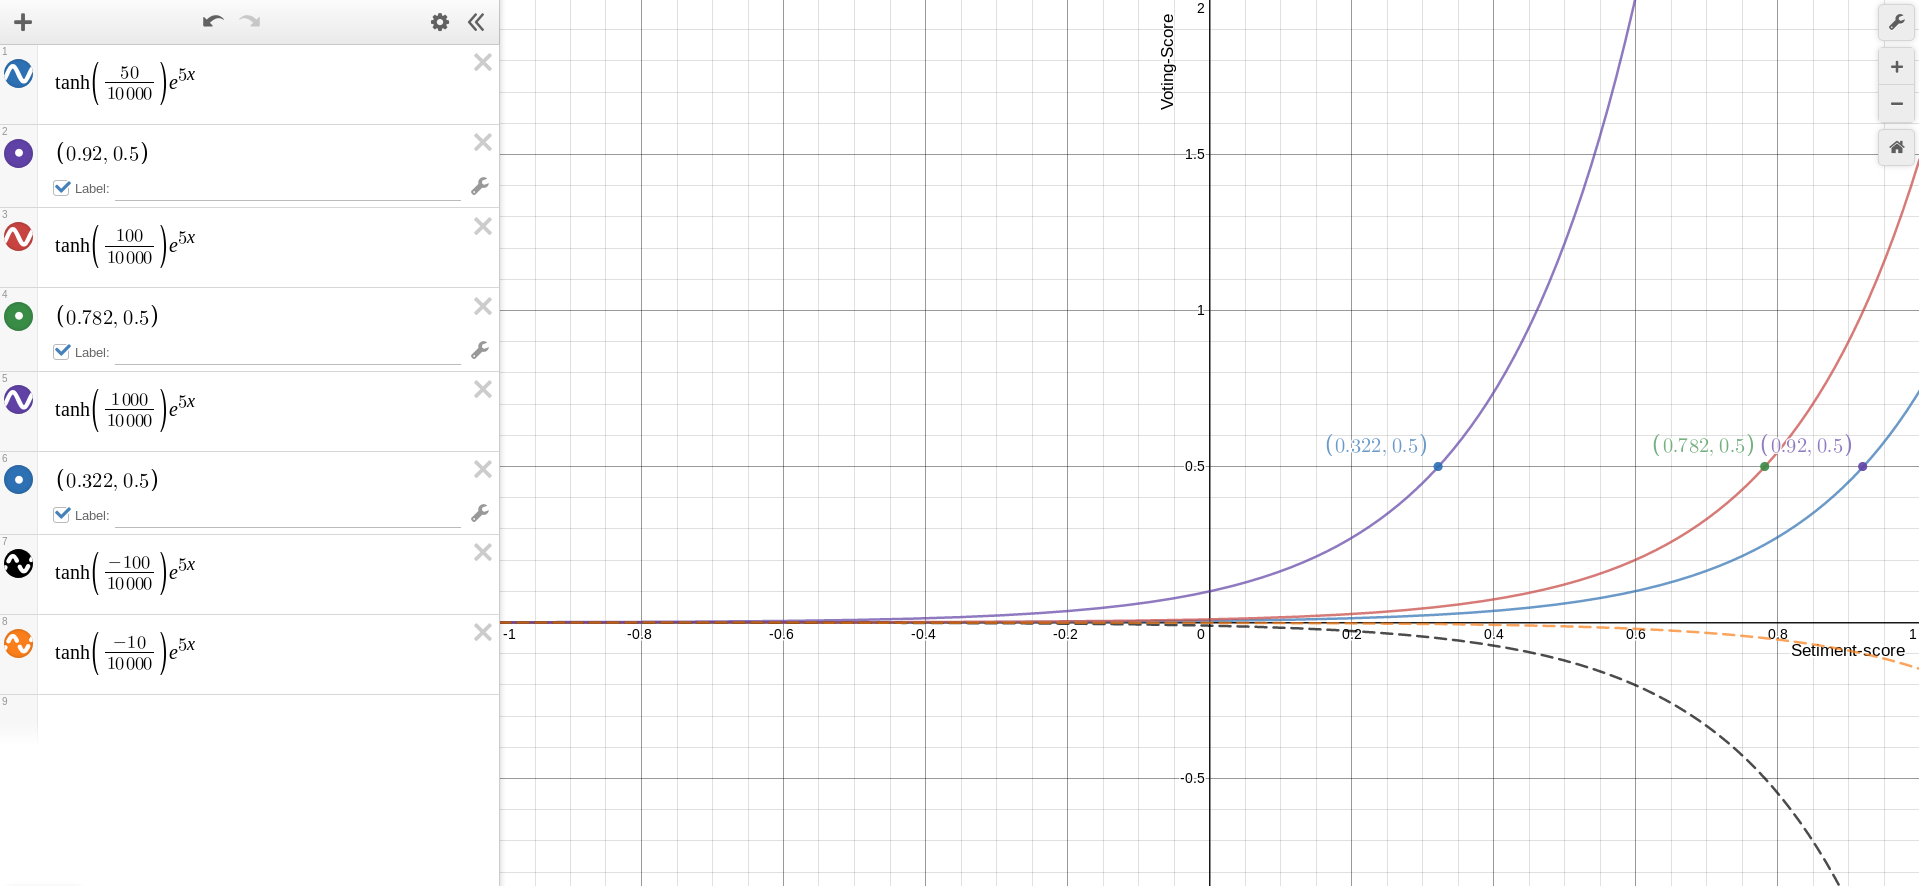 1
tanh(50/10000)e^5x
2
(0.92, 0.5)
Label:
3
tanh(100/10000)e^5x
4
(0.782, 0.5)
Label:
5
tanh(1000/10000)e^5x
6
(0.322, 0.5)
Label:
7
tanh(−100/10000)e^5x
8
tanh(−10/10000)e^5x
9
Voting-Score
2
1.5
1
0.5
(0.322, 0.5) (0.782, 0.5) (0.92, 0.5)
-1 -0.8 -0.6 -0.4 -0.2 0 0.2 0.4 0.6 0.8 1
Setiment-score
-0.5